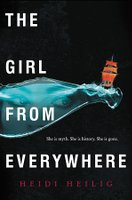 THE
GIRL
FROM
EVERYWHERE
She is myth. She is history. She is gone.
HEIDI HEILIG